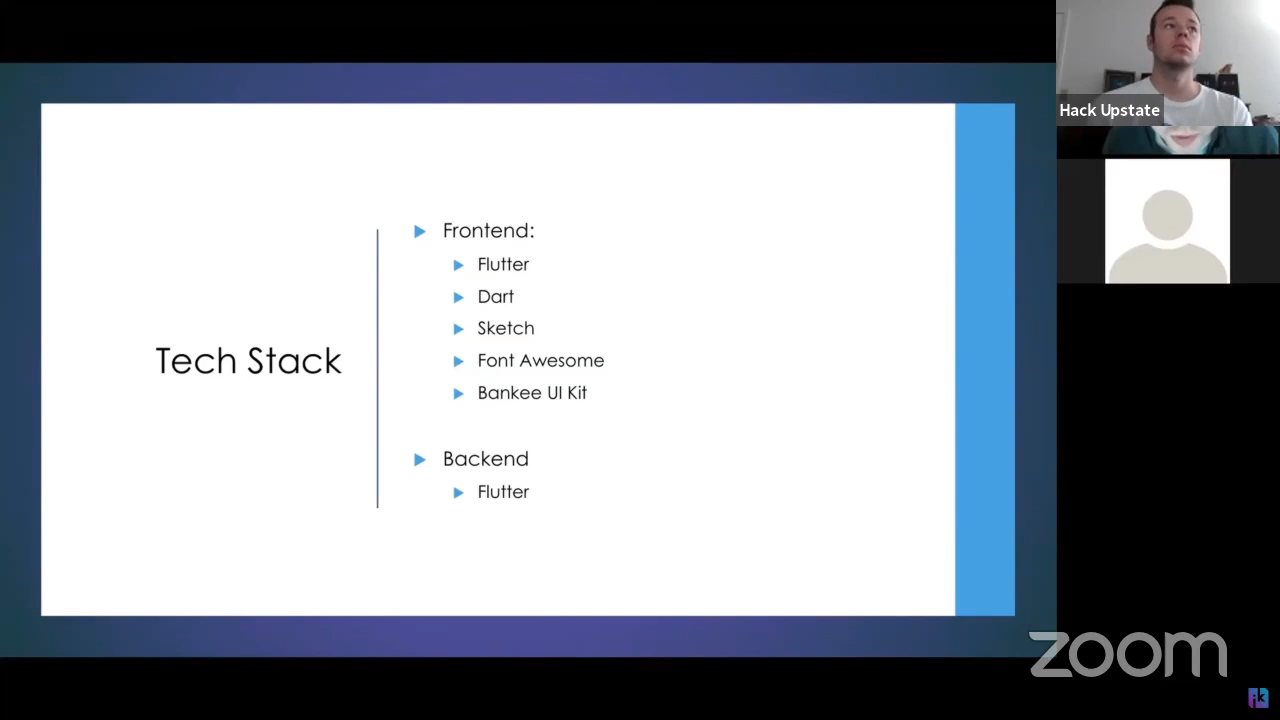 Hack Upstate
Tech Stack
Frontend:
Flutter
Dart
Sketch
Font Awesome
Bankee UI Kit
Backend
Flutter
zoom